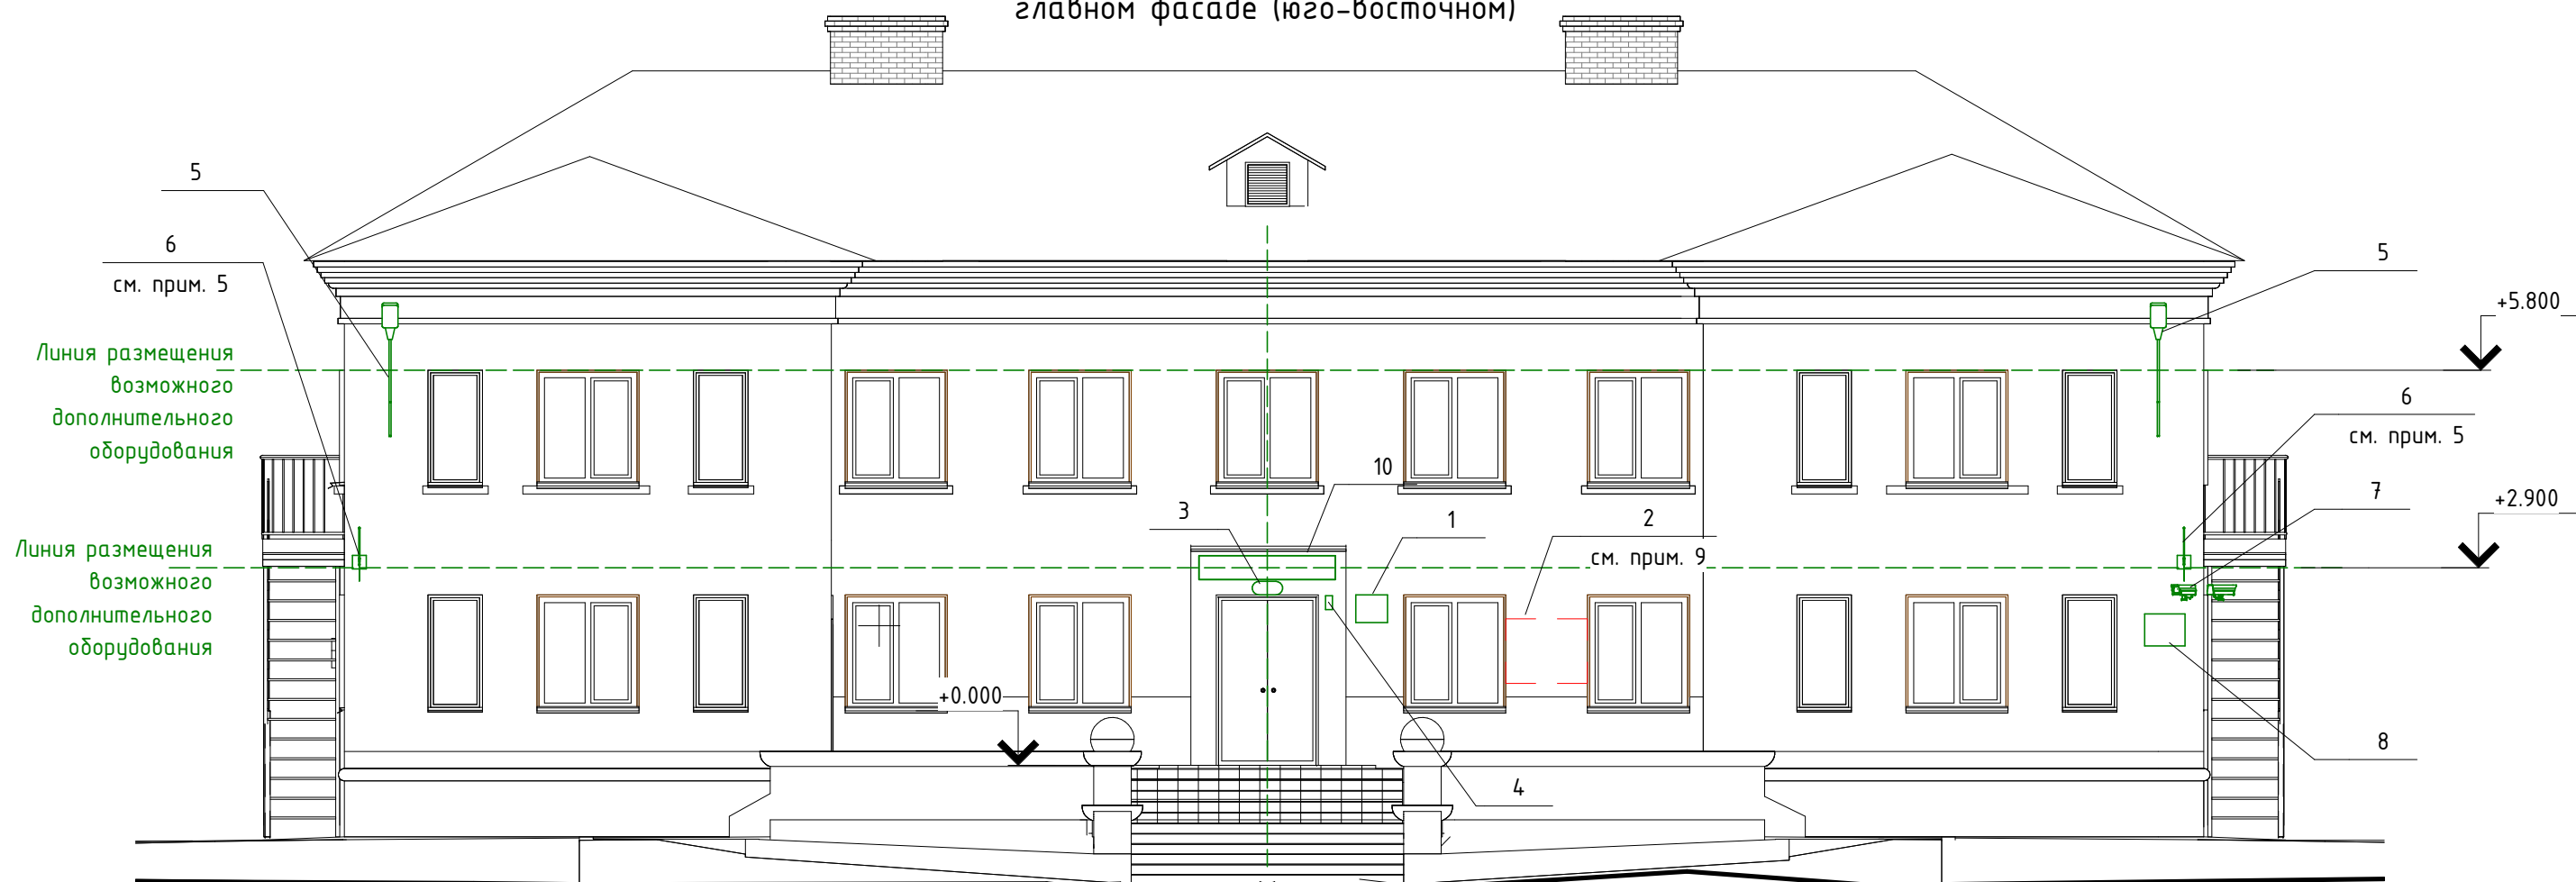 главном фасаде (юго-восточном)
5
6
см. прим. 5
5
+5.800
Линия размещения
возможного
дополнительного
оборудования
6
см. прим. 5
10
7
+2.900
3
1
2
см. прим. 9
Линия размещения
возможного
дополнительного
оборудования
+0.000
8
4